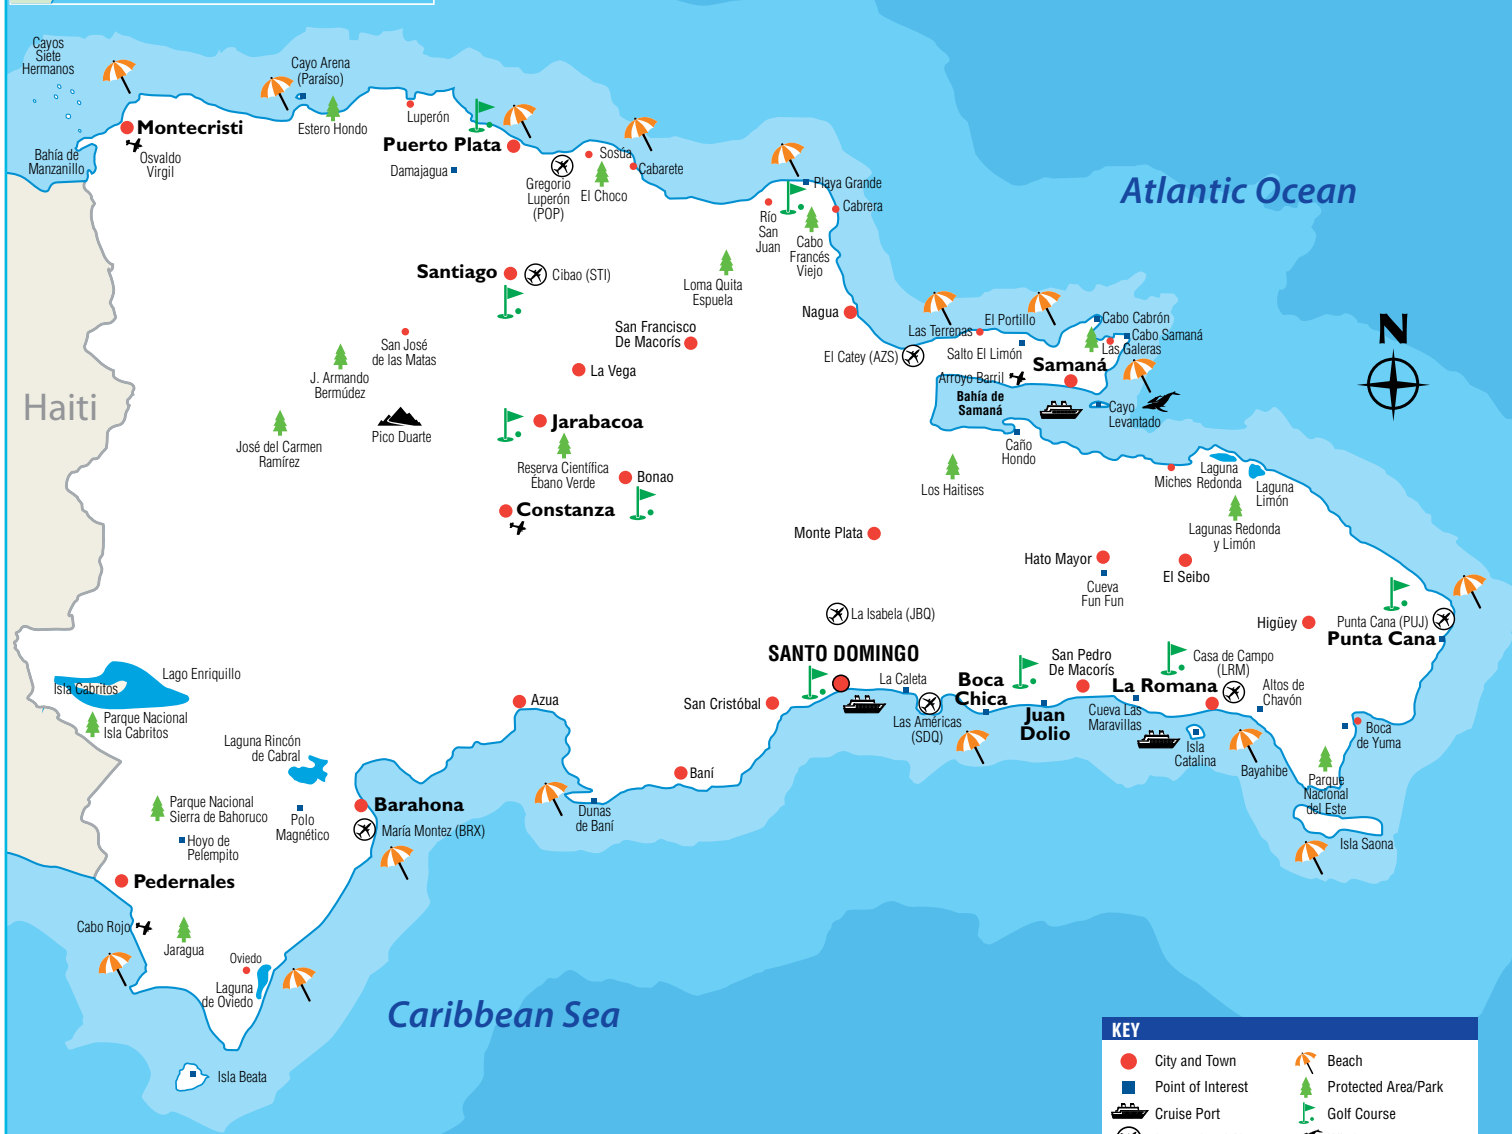 Cayos
Siete
Hermanos
Cayo Arena
(Paraíso)
Estero Hondo
Luperón
Montecristi
Osvaldo
Virgil
Bahía de
Manzanillo
Puerto Plata
Damajagua
Gregorio
Luperón
(POP)
Sosúa
Cabarete
El Choco
Playa Grande
Cabrera
Río
San
Juan
Cabo
Francés
Viejo
Atlantic Ocean
Santiago
Cibao (STI)
Loma Quita
Espuela
Nagua
San Francisco
De Macorís
San José
de las Matas
La Vega
J. Armando
Bermúdez
El Catey (AZS)
Las Terrenas
El Portillo
Salto El Limón
Cabo Cabrón
Cabo Samaná
Las Galeras
Samaná
Arroyo Barril
Bahía de
Samaná
Cayo
Levantado
N
Haiti
José del Carmen
Ramírez
Pico Duarte
Jarabacoa
Reserva Científica
Ébano Verde
Bonao
Constanza
Caño
Hondo
Los Haitises
Miches
Laguna
Redonda
Laguna
Limón
Lagunas Redonda
y Limón
Monte Plata
Hato Mayor
Cueva
Fun Fun
El Seibo
La Isabela (JBQ)
Higüey
Punta Cana (PUJ)
Punta Cana
SANTO DOMINGO
La Caleta
San Cristóbal
Las Américas
(SDQ)
Boca
Chica
Juan
Dolio
San Pedro
De Macorís
La Romana
Cueva Las
Maravillas
Casa de Campo
(LRM)
Altos de
Chavón
Isla
Catalina
Bayahibe
Boca
de Yuma
Parque
Nacional
del Este
Isla Saona
Lago Enriquillo
Isla Cabritos
Parque Nacional
Isla Cabritos
Azua
Laguna Rincón
de Cabral
Baní
Dunas
de Baní
Parque Nacional
Sierra de Bahoruco
Polo
Magnético
Barahona
María Montez (BRX)
Hoyo de
Pelempito
Pedernales
Cabo Rojo
Jaragua
Oviedo
Laguna
de Oviedo
Isla Beata
Caribbean Sea
KEY
City and Town
Beach
Point of Interest
Protected Area/Park
Cruise Port
Golf Course